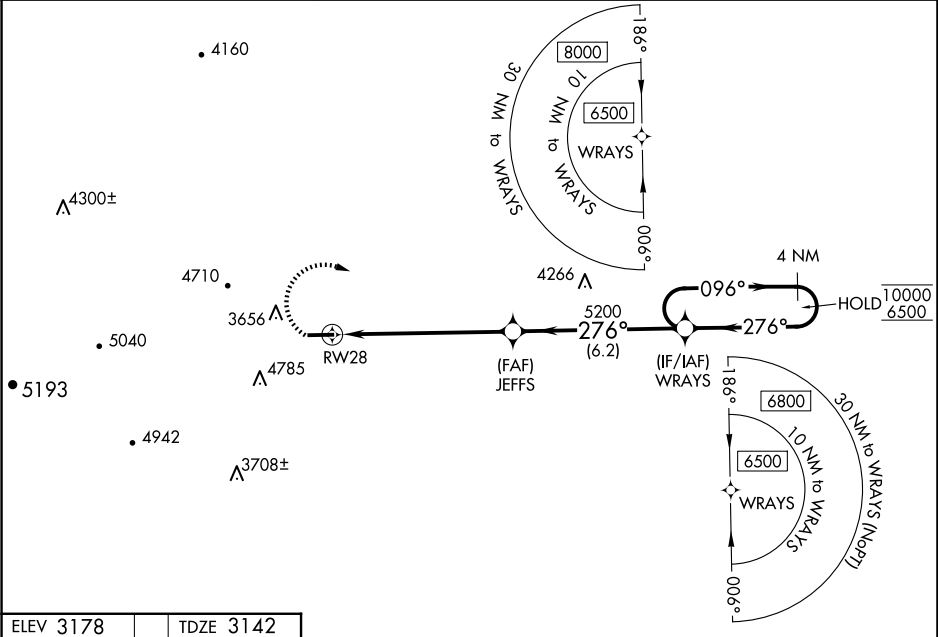 4160
186°
8000
30 NM to WRAYS
10 NM to WRAYS
6500
WRAYS
006°
4300±
4710
4266
4 NM
096°
HOLD 10000
6500
3656
5200
276°
276°
(6.2)
RW28
5040
(FAF)
JEFFS
(IF/IAF)
WRAYS
4785
5193
186°
6800
30 NM to WRAYS (NoPT)
10 NM to WRAYS
4942
6500
3708±
WRAYS
006°
ELEV 3178 TDZE 3142